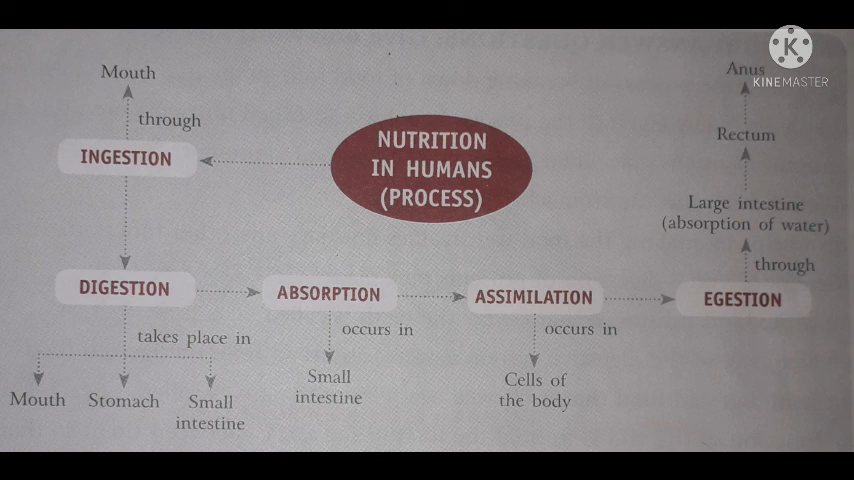 KINEMASTER
NUTRITION
IN HUMANS
(PROCESS)
Mouth
through
INGESTION
DIGESTION
takes place in
Mouth
Stomach
Small
intestine
ABSORPTION
occurs in
Small
intestine
ASSIMILATION
occurs in
Cells of
the body
EGESTION
through
Large intestine
(absorption of water)
Rectum
Anus